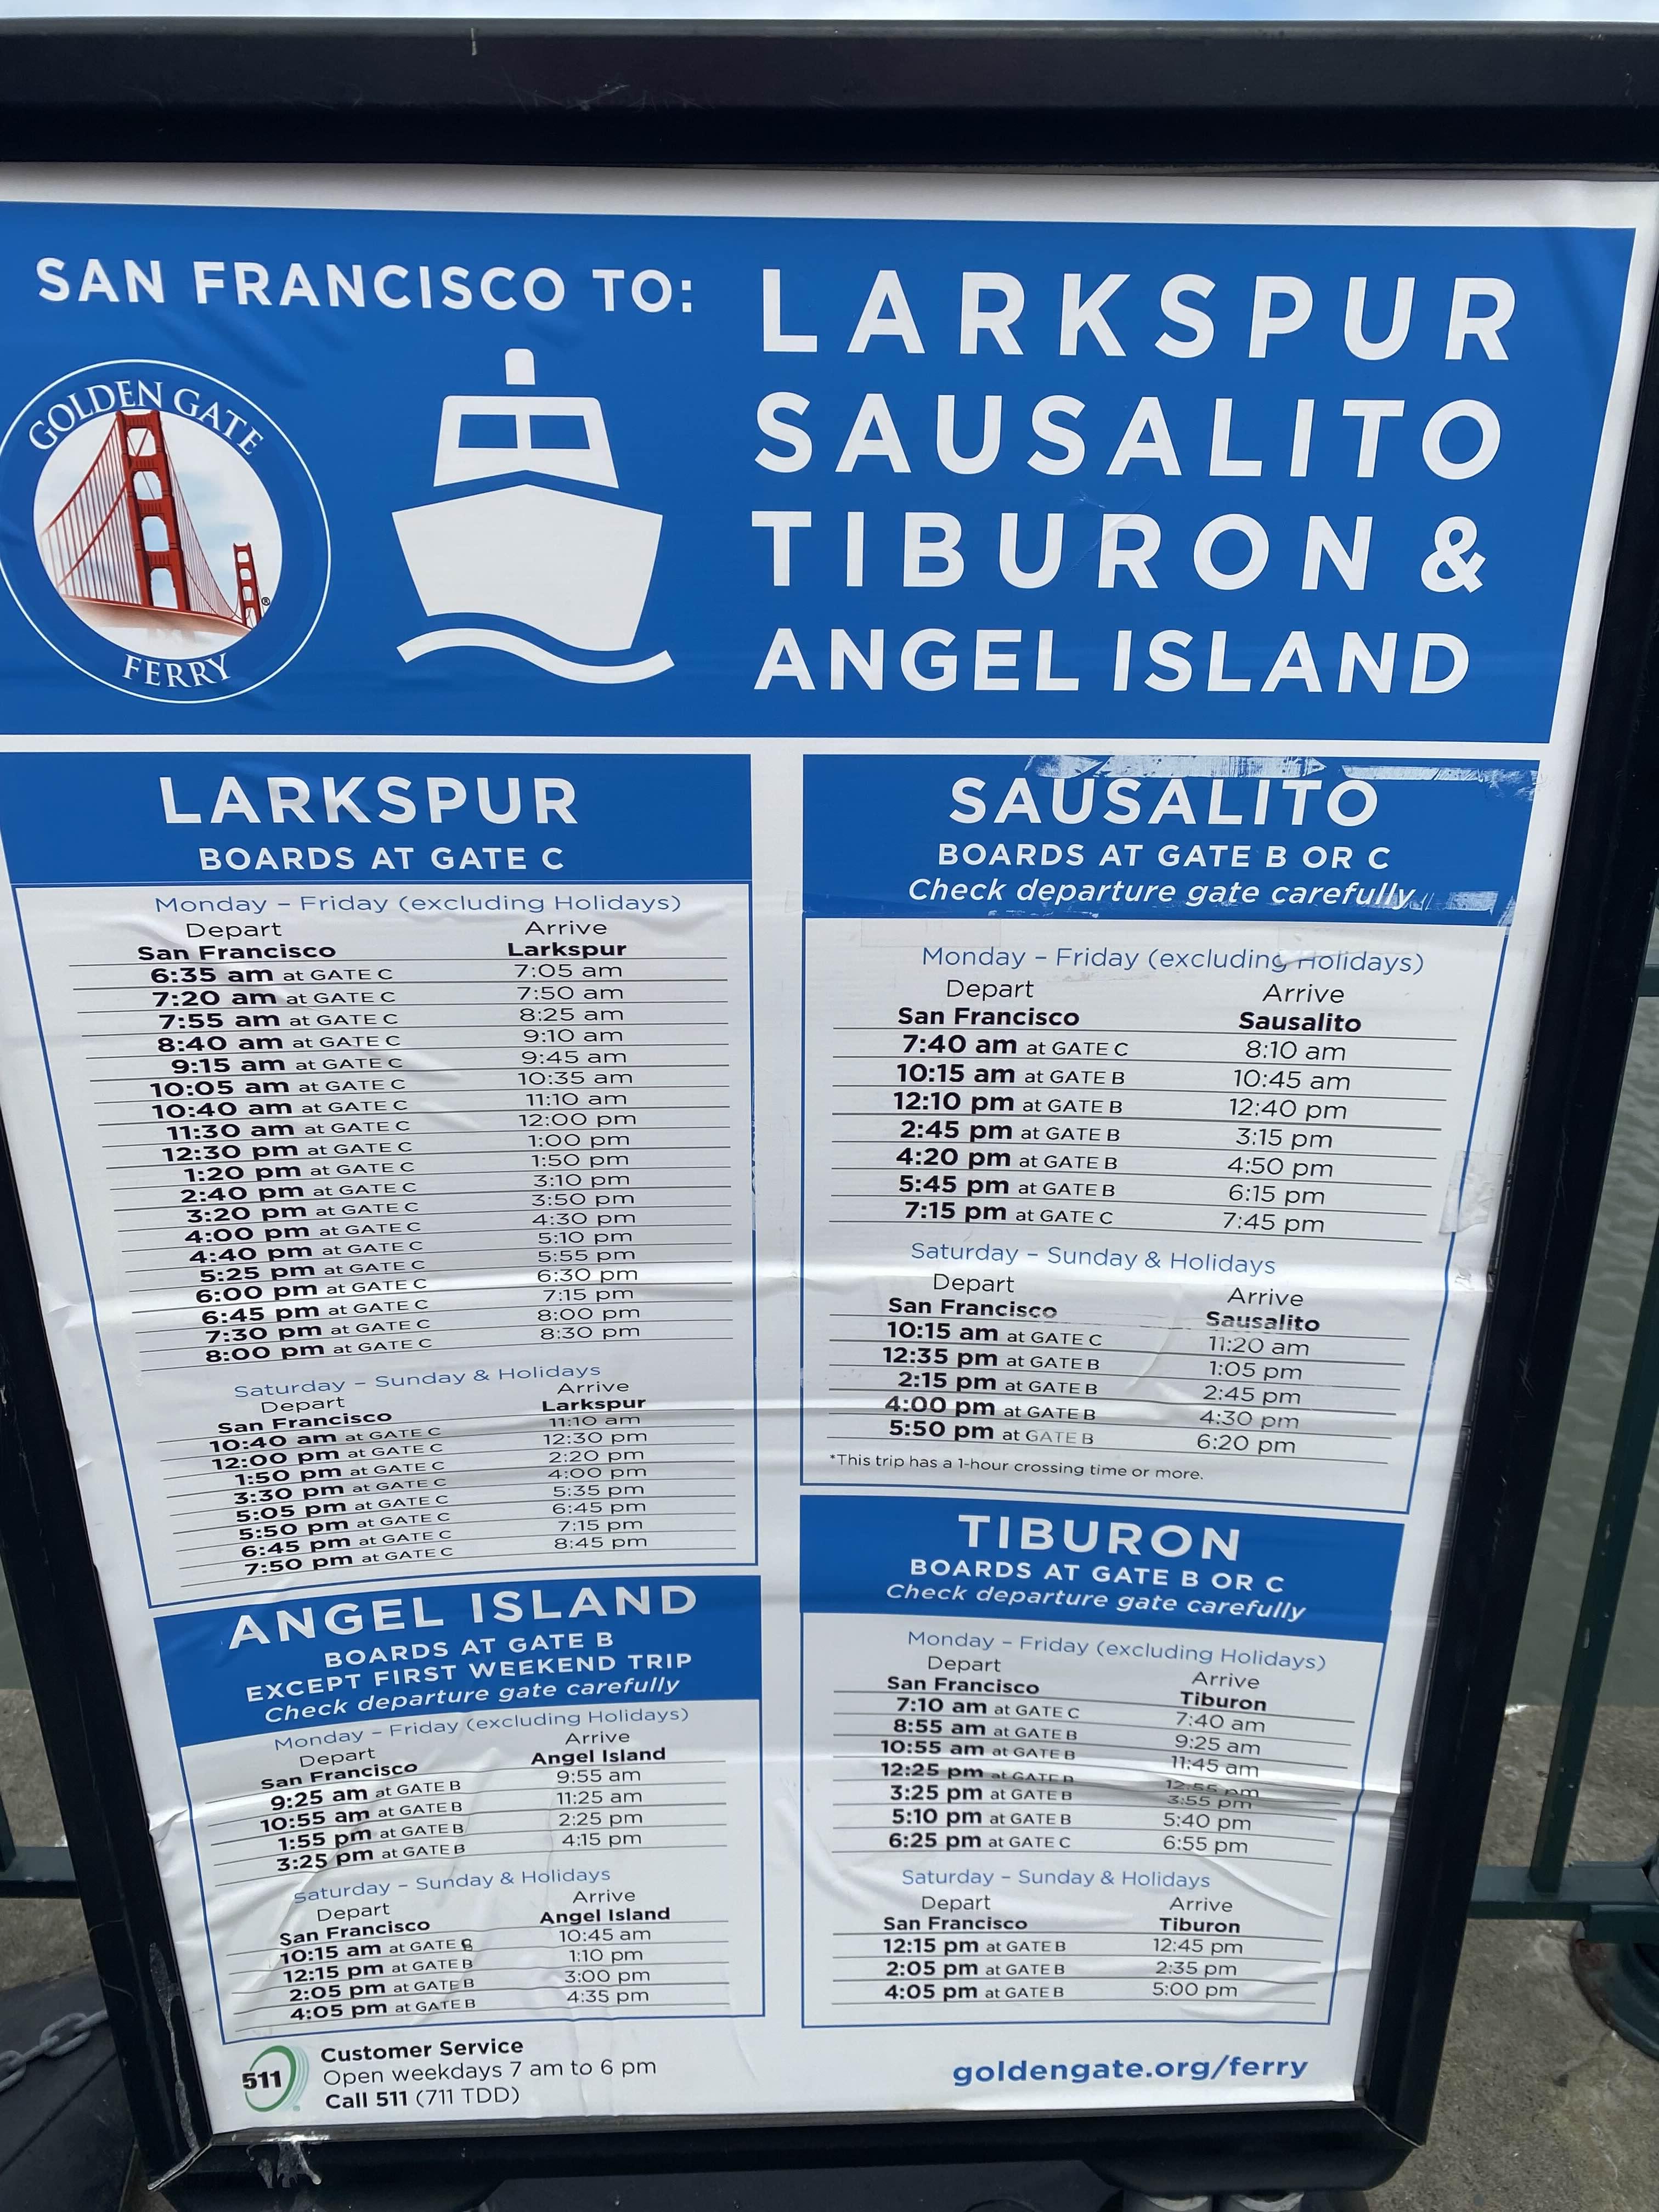 SAN FRANCISCO TO:
LARKSPUR
SAUSALITO
TIBURON &
ANGEL ISLAND
GOLDEN GATE
FERRY
®
LARKSPUR
BOARDS AT GATE C
Monday – Friday (excluding Holidays)
Depart Arrive
San Francisco Larkspur
6:35 am at GATE C 7:05 am
7:20 am at GATE C 7:50 am
7:55 am at GATE C 8:25 am
8:40 am at GATE C 9:10 am
9:15 am at GATE C 9:45 am
10:05 am at GATE C 10:35 am
10:40 am at GATE C 11:10 am
11:30 am at GATE C 12:00 pm
12:30 pm at GATE C 1:00 pm
1:20 pm at GATE C 1:50 pm
2:40 pm at GATE C 3:10 pm
3:20 pm at GATE C 3:50 pm
4:00 pm at GATE C 4:30 pm
4:40 pm at GATE C 5:10 pm
5:25 pm at GATE C 5:55 pm
6:00 pm at GATE C 6:30 pm
6:45 pm at GATE C 7:15 pm
7:30 pm at GATE C 8:00 pm
8:00 pm at GATE C 8:30 pm
Saturday – Sunday & Holidays
Depart Arrive
San Francisco Larkspur
10:40 am at GATE C 11:10 am
12:00 pm at GATE C 12:30 pm
1:50 pm at GATE C 2:20 pm
3:30 pm at GATE C 4:00 pm
5:05 pm at GATE C 5:35 pm
5:50 pm at GATE C 6:45 pm
6:45 pm at GATE C 7:15 pm
7:50 pm at GATE C 8:45 pm
ANGEL ISLAND
BOARDS AT GATE B
EXCEPT FIRST WEEKEND TRIP
Check departure gate carefully
Monday – Friday (excluding Holidays)
Depart Arrive
San Francisco Angel Island
9:25 am at GATE B 9:55 am
10:55 am at GATE B 11:25 am
1:55 pm at GATE B 2:25 pm
3:25 pm at GATE B 4:15 pm
Saturday – Sunday & Holidays
Depart Arrive
San Francisco Angel Island
10:15 am at GATE C 10:45 am
12:15 pm at GATE B 1:10 pm
2:05 pm at GATE B 3:00 pm
4:05 pm at GATE B 4:35 pm
SAUSALITO
BOARDS AT GATE B OR C
Check departure gate carefully
Monday – Friday (excluding Holidays)
Depart Arrive
San Francisco Sausalito
7:40 am at GATE C 8:10 am
10:15 am at GATE B 10:45 am
12:10 pm at GATE B 12:40 pm
2:45 pm at GATE B 3:15 pm
4:20 pm at GATE B 4:50 pm
5:45 pm at GATE B 6:15 pm
7:15 pm at GATE C 7:45 pm
Saturday – Sunday & Holidays
Depart Arrive
San Francisco Sausalito
10:15 am at GATE C 11:20 am
12:35 pm at GATE B 1:05 pm
2:15 pm at GATE B 2:45 pm
4:00 pm at GATE B 4:30 pm
5:50 pm at GATE B 6:20 pm
*This trip has a 1-hour crossing time or more.
TIBURON
BOARDS AT GATE B OR C
Check departure gate carefully
Monday – Friday (excluding Holidays)
Depart Arrive
San Francisco Tiburon
7:10 am at GATE C 7:40 am
8:55 am at GATE B 9:25 am
10:55 am at GATE B 11:45 am
12:25 pm at GATE B 12:55 pm
3:25 pm at GATE B 3:55 pm
5:10 pm at GATE B 5:40 pm
6:25 pm at GATE C 6:55 pm
Saturday – Sunday & Holidays
Depart Arrive
San Francisco Tiburon
12:15 pm at GATE B 12:45 pm
2:05 pm at GATE B 2:35 pm
4:05 pm at GATE B 5:00 pm
511
Customer Service
Open weekdays 7 am to 6 pm
Call 511 (711 TDD)
goldengate.org/ferry